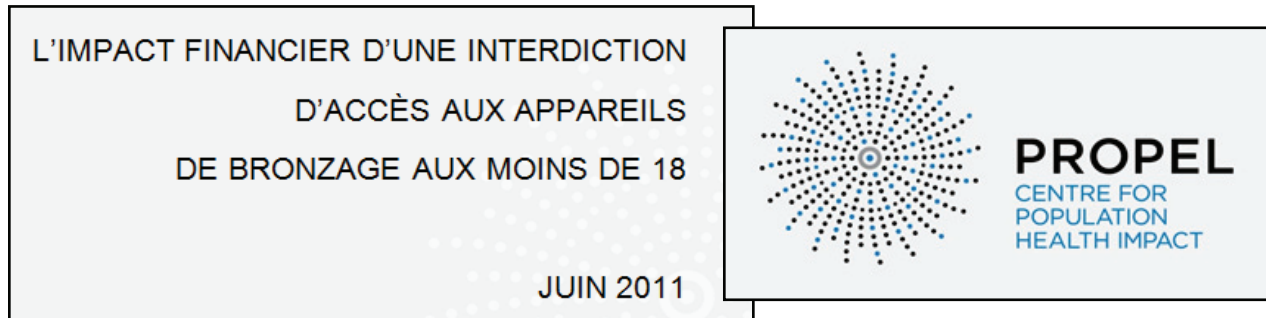 L'IMPACT FINANCIER D'UNE INTERDICTION
D'ACCÈS AUX APPAREILS
DE BRONZAGE AUX MOINS DE 18
JUIN 2011
PROPEL
CENTRE FOR
POPULATION
HEALTH IMPACT